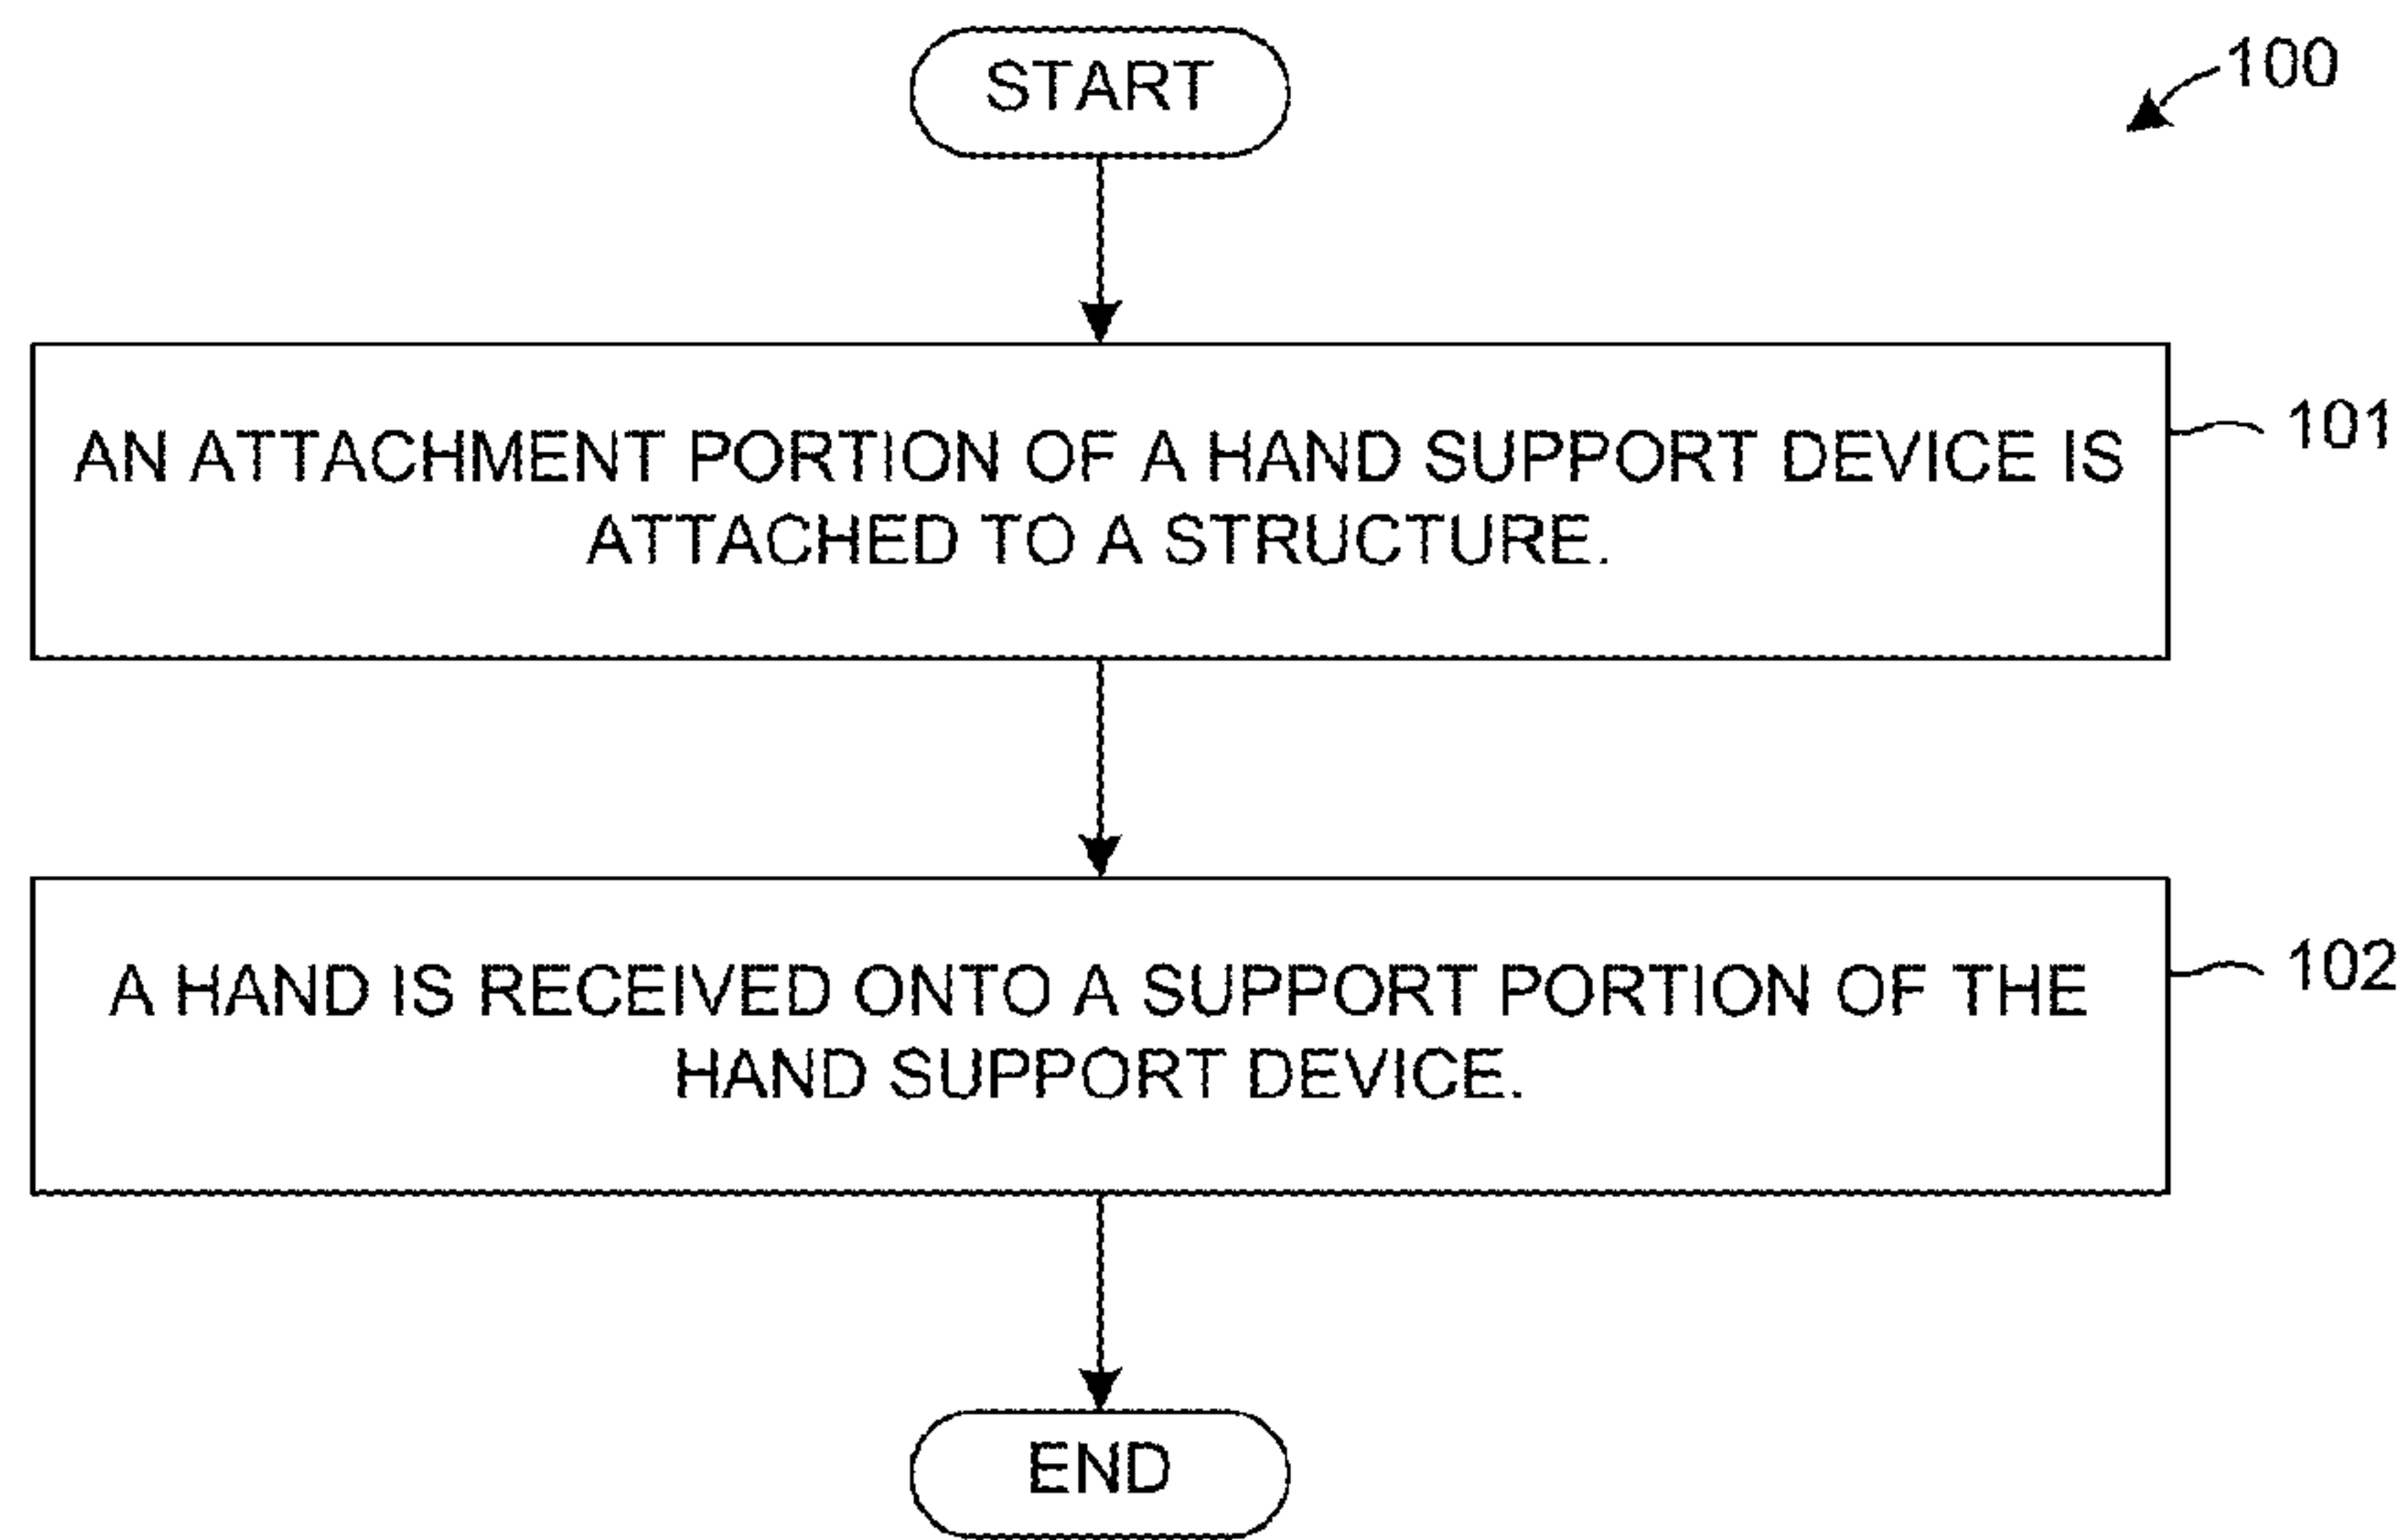 START
100
AN ATTACHMENT PORTION OF A HAND SUPPORT DEVICE IS
ATTACHED TO A STRUCTURE.
101
A HAND IS RECEIVED ONTO A SUPPORT PORTION OF THE
HAND SUPPORT DEVICE.
102
END